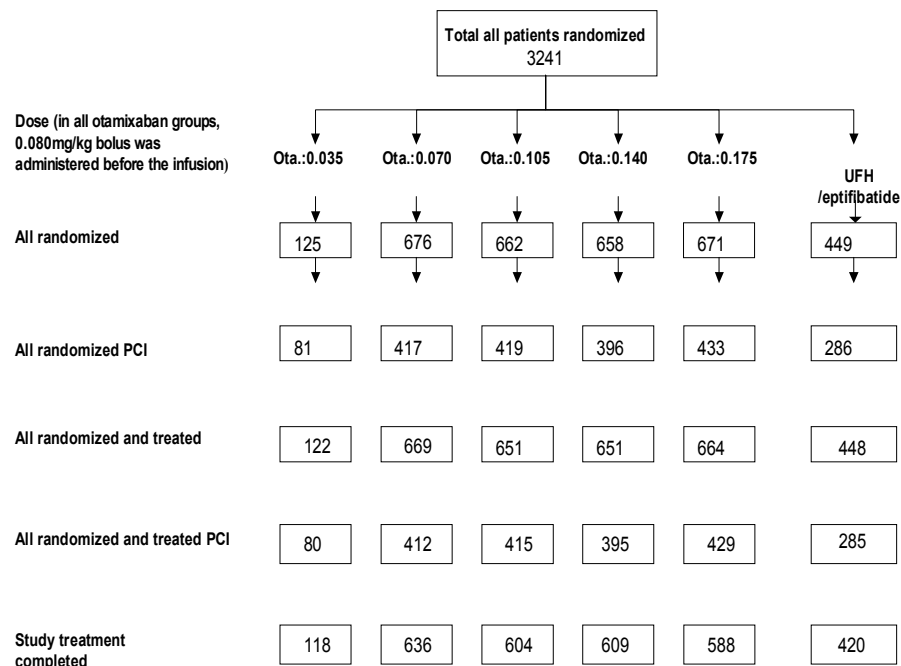 Total all patients randomized
3241
Dose (in all otamixaban groups,
0.080mg/kg bolus was
administered before the infusion)
Ota.:0.035 Ota.:0.070 Ota.:0.105 Ota.:0.140 Ota.:0.175
UFH
/eptifibatide
All randomized 125 676 662 658 671 449
All randomized PCI 81 417 419 396 433 286
All randomized and treated 122 669 651 651 664 448
All randomized and treated PCI 80 412 415 395 429 285
Study treatment
completed 118 636 604 609 588 420